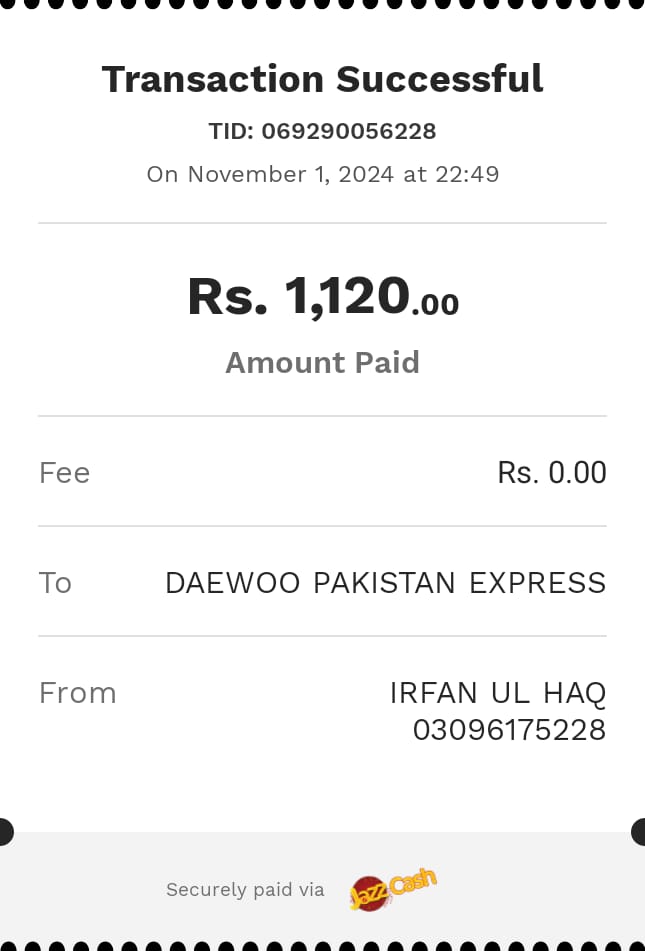 Transaction Successful
TID: 069290056228
On November 1, 2024 at 22:49
Rs. 1,120.00
Amount Paid
Fee Rs. 0.00
To DAEWOO PAKISTAN EXPRESS
From IRFAN UL HAQ
03096175228
Securely paid via JazzCash